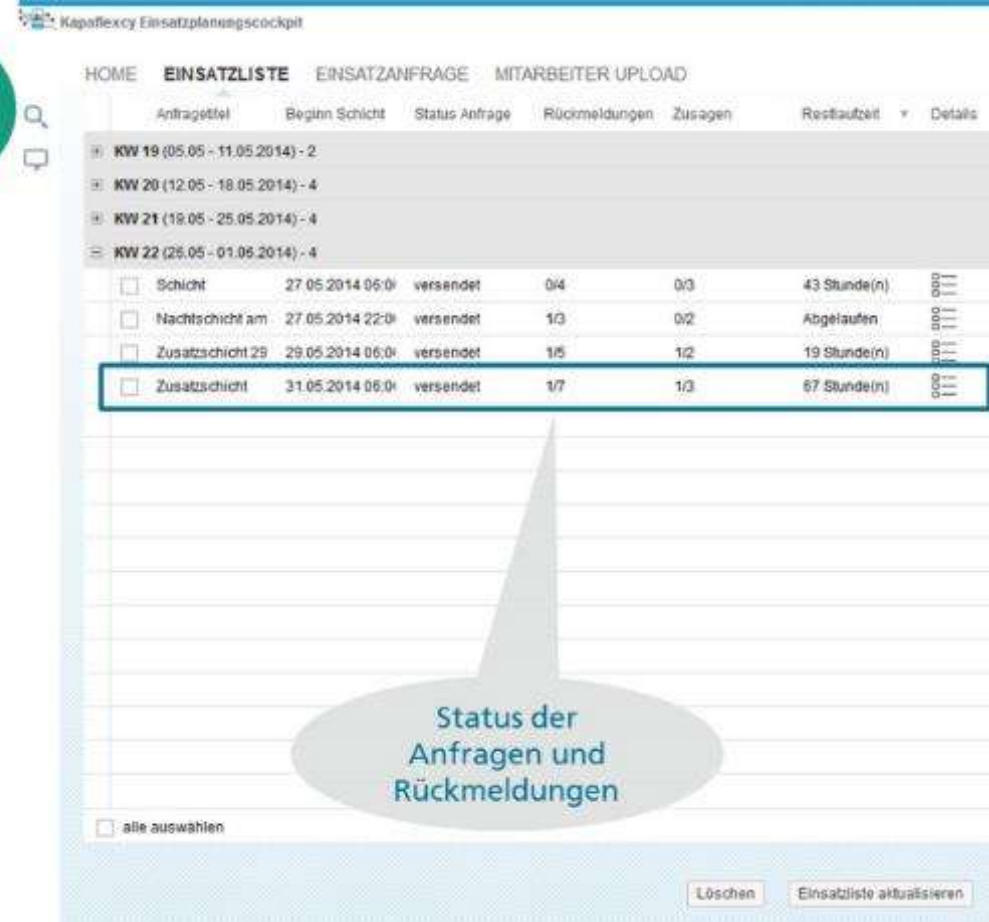 Kapaflexcy Einsatzplanungscockpit
HOME EINSATZLISTE EINSATZANFRAGE MITARBEITER UPLOAD
Anfragetitel Beginn Schicht Status Anfrage Rückmeldungen Zusagen Restlaufzeit Details
KW 19 (05.05 - 11.05.2014) - 2
KW 20 (12.05 - 18.05.2014) - 4
KW 21 (19.05 - 25.05.2014) - 4
KW 22 (26.05 - 01.06.2014) - 4
Schicht 27.05.2014 06:0 versendet 0/4 0/3 43 Stunde(n)
Nachtschicht am 27.05.2014 22:0 versendet 1/3 0/2 Abgelaufen
Zusatzschicht 29 29.05.2014 06:0 versendet 1/5 1/2 19 Stunde(n)
Zusatzschicht 31.05.2014 06:0 versendet 1/7 1/3 67 Stunde(n)
Status der
Anfragen und
Rückmeldungen
alle auswählen
Löschen Einsatzliste aktualisieren